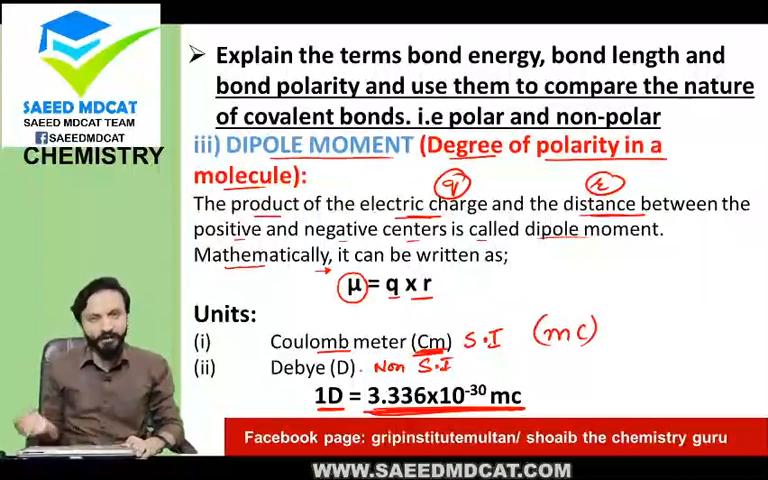 SAEED MDCAT
SAEED MDCAT TEAM
f SAEEDMDCAT
CHEMISTRY
➢ Explain the terms bond energy, bond length and
bond polarity and use them to compare the nature
of covalent bonds. i.e polar and non-polar
iii) DIPOLE MOMENT (Degree of polarity in a
molecule):
q r
The product of the electric charge and the distance between the
positive and negative centers is called dipole moment.
Mathematically, it can be written as;
μ = q x r
Units:
(i) Coulomb meter (Cm) S.I (mc)
(ii) Debye (D). Non S.I
1D = 3.336x10⁻³⁰ mc
Facebook page: gripinstitutemultan/ shoaib the chemistry guru
WWW.SAEEDMDCAT.COM